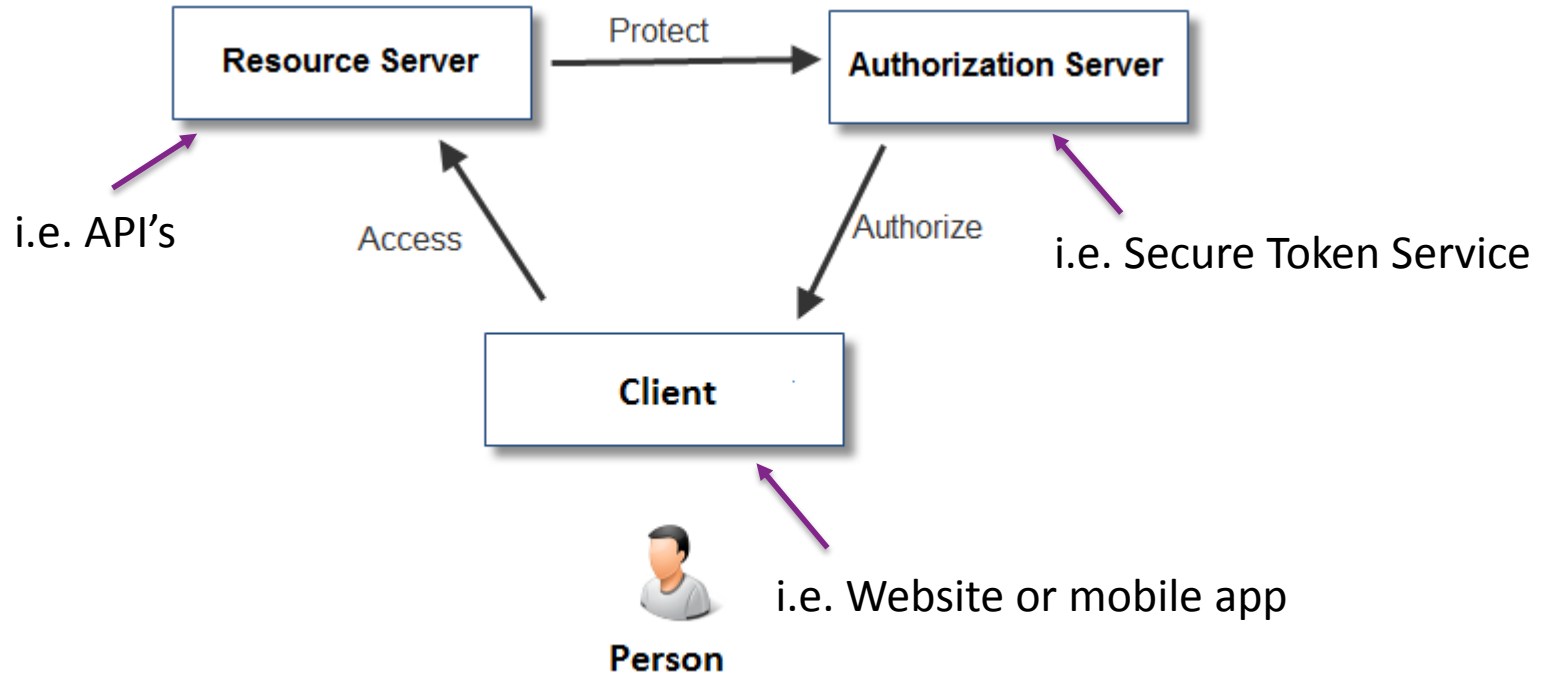 Protect
Resource Server
Authorization Server
i.e. API’s
Access
Authorize
i.e. Secure Token Service
Client
i.e. Website or mobile app
Person